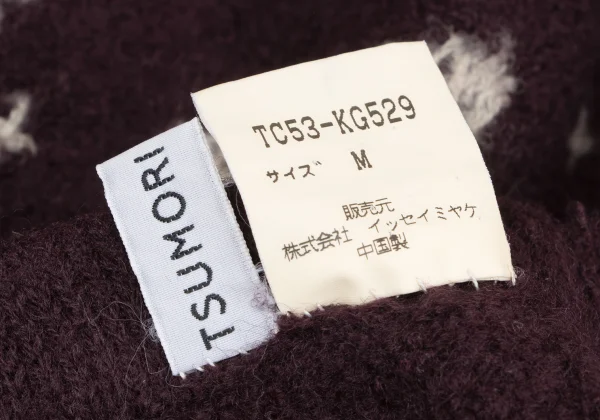 TSUMORI
TC53-KG529
サイズ M
販売元
株式会社 イッセイミヤケ
中国製